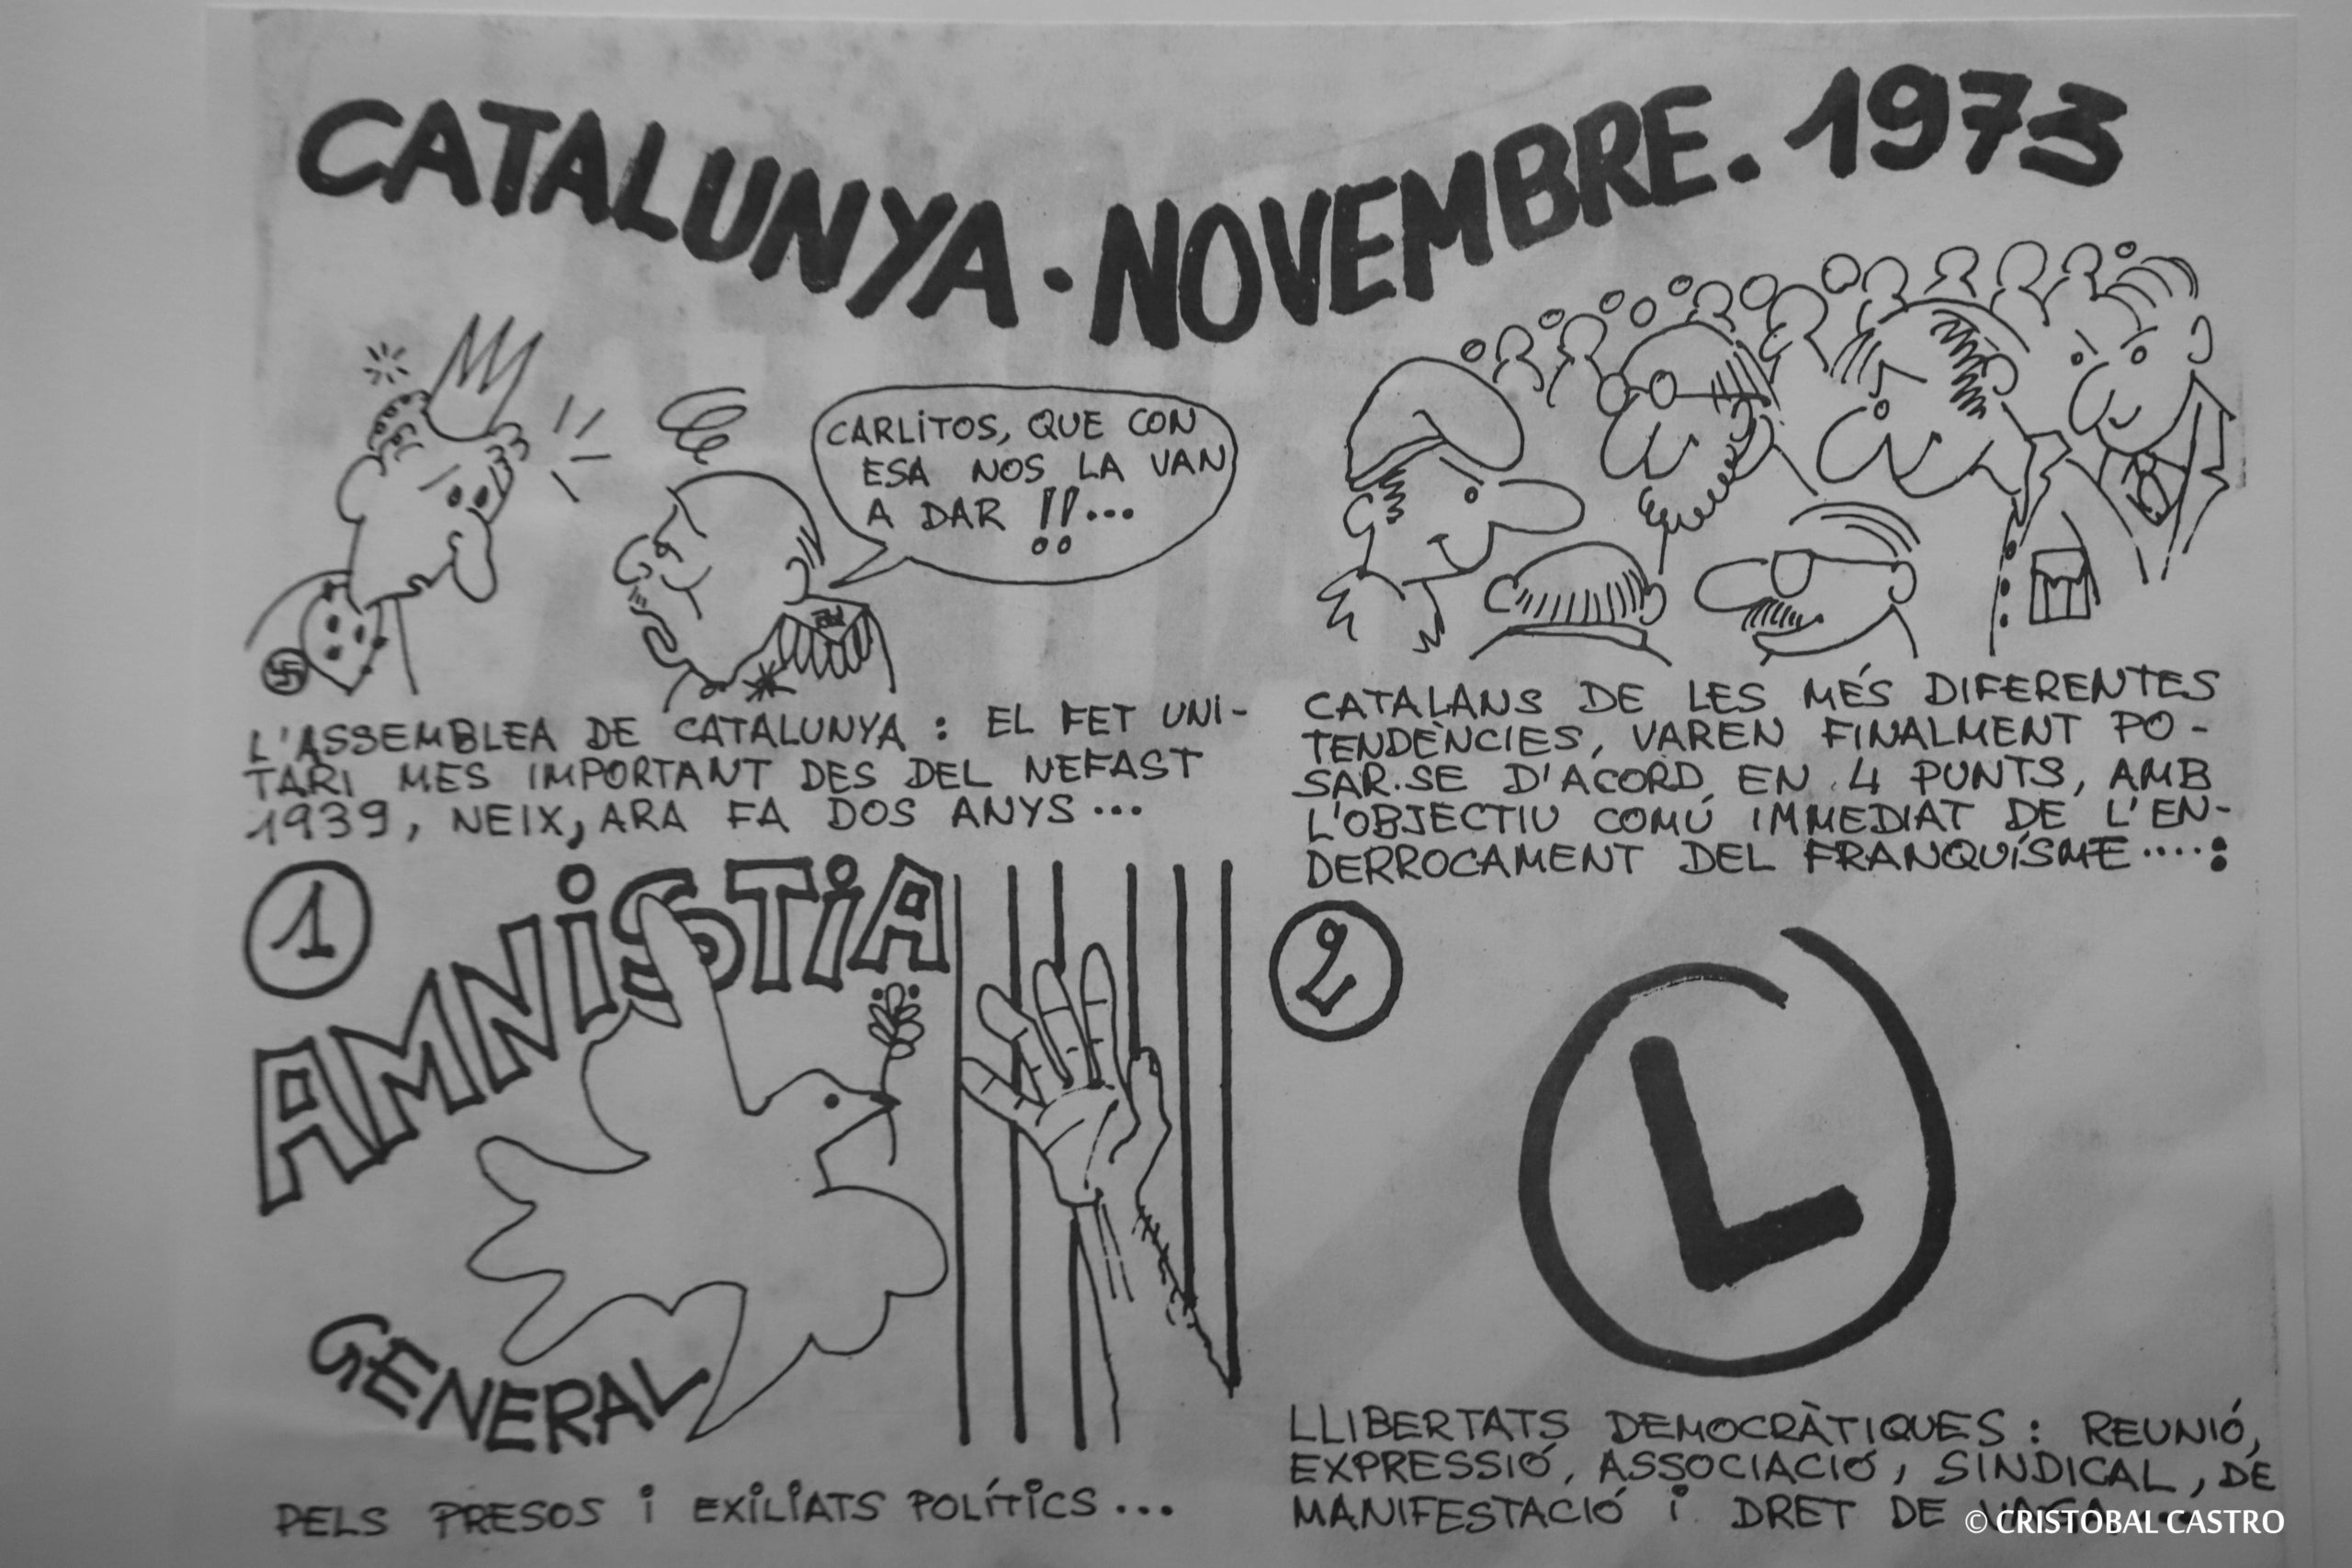 CATALUNYA · NOVEMBRE. 1973
CARLITOS, QUE CON
ESA NOS LA VAN
A DAR !!...
L'ASSEMBLEA DE CATALUNYA : EL FET UNI-
TARI MES IMPORTANT DES DEL NEFAST
1939, NEIX, ARA FA DOS ANYS ...
CATALANS DE LES MÉS DIFERENTES
TENDÈNCIES, VAREN FINALMENT PO-
SAR·SE D'ACORD EN 4 PUNTS, AMB
L'OBJECTIU COMÚ IMMEDIAT DE L'EN-
DERROCAMENT DEL FRANQUÍSME ....:
1
AMNiSTiA
GENERAL
PELS PRESOS i EXiLiATS POLÍTiCS ...
2
L
LLIBERTATS DEMOCRÀTIQUES : REUNIÓ,
EXPRESSIÓ, ASSOCIACIÓ, SINDICAL, DE
MANIFESTACIÓ i DRET DE VAGA...
© CRISTOBAL CASTRO